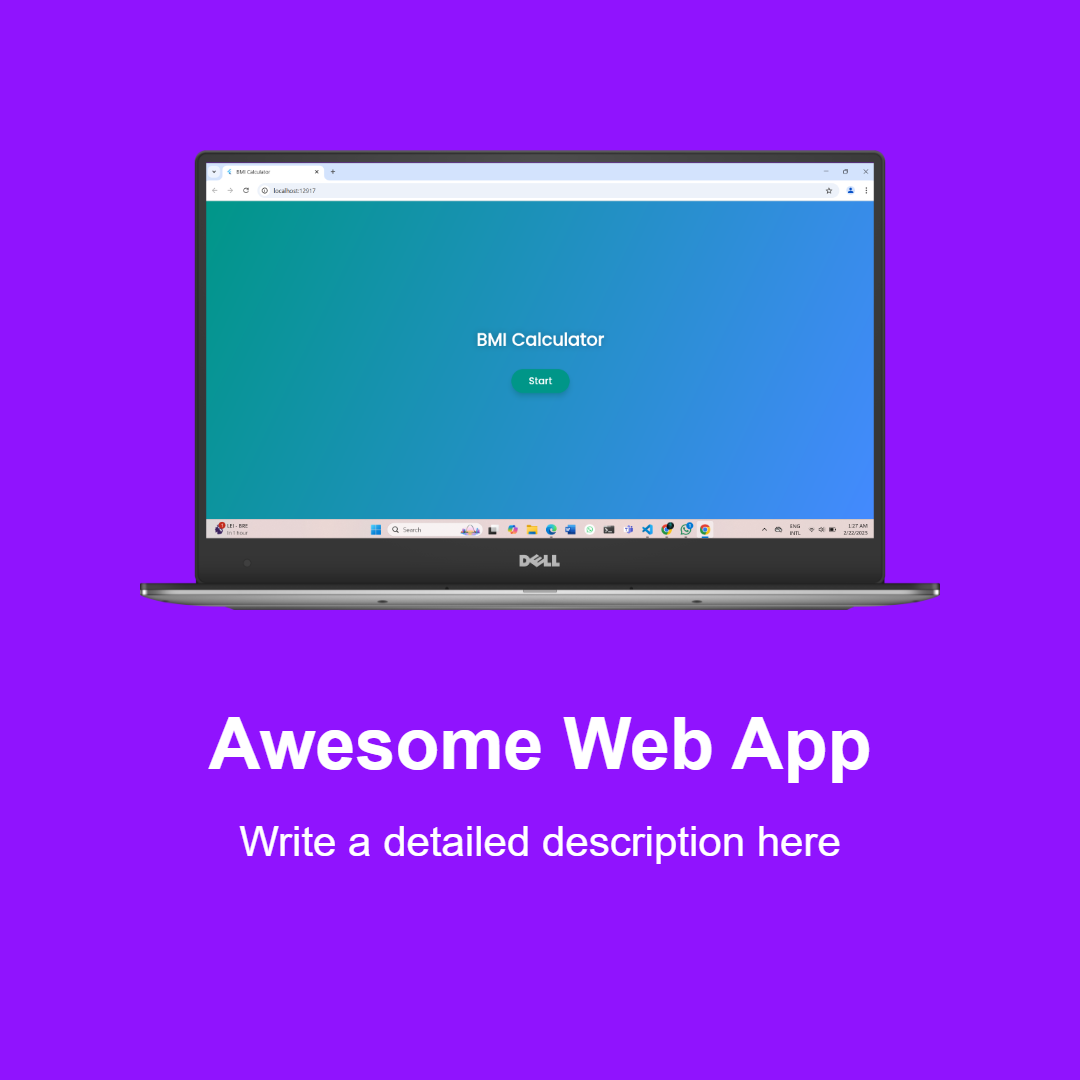 BMI Calculator
localhost:12917
BMI Calculator
Start
LEI - BRE
In 1 hour
Search
ENG
INTL
1:27 AM
2/22/2025
DELL
Awesome Web App
Write a detailed description here